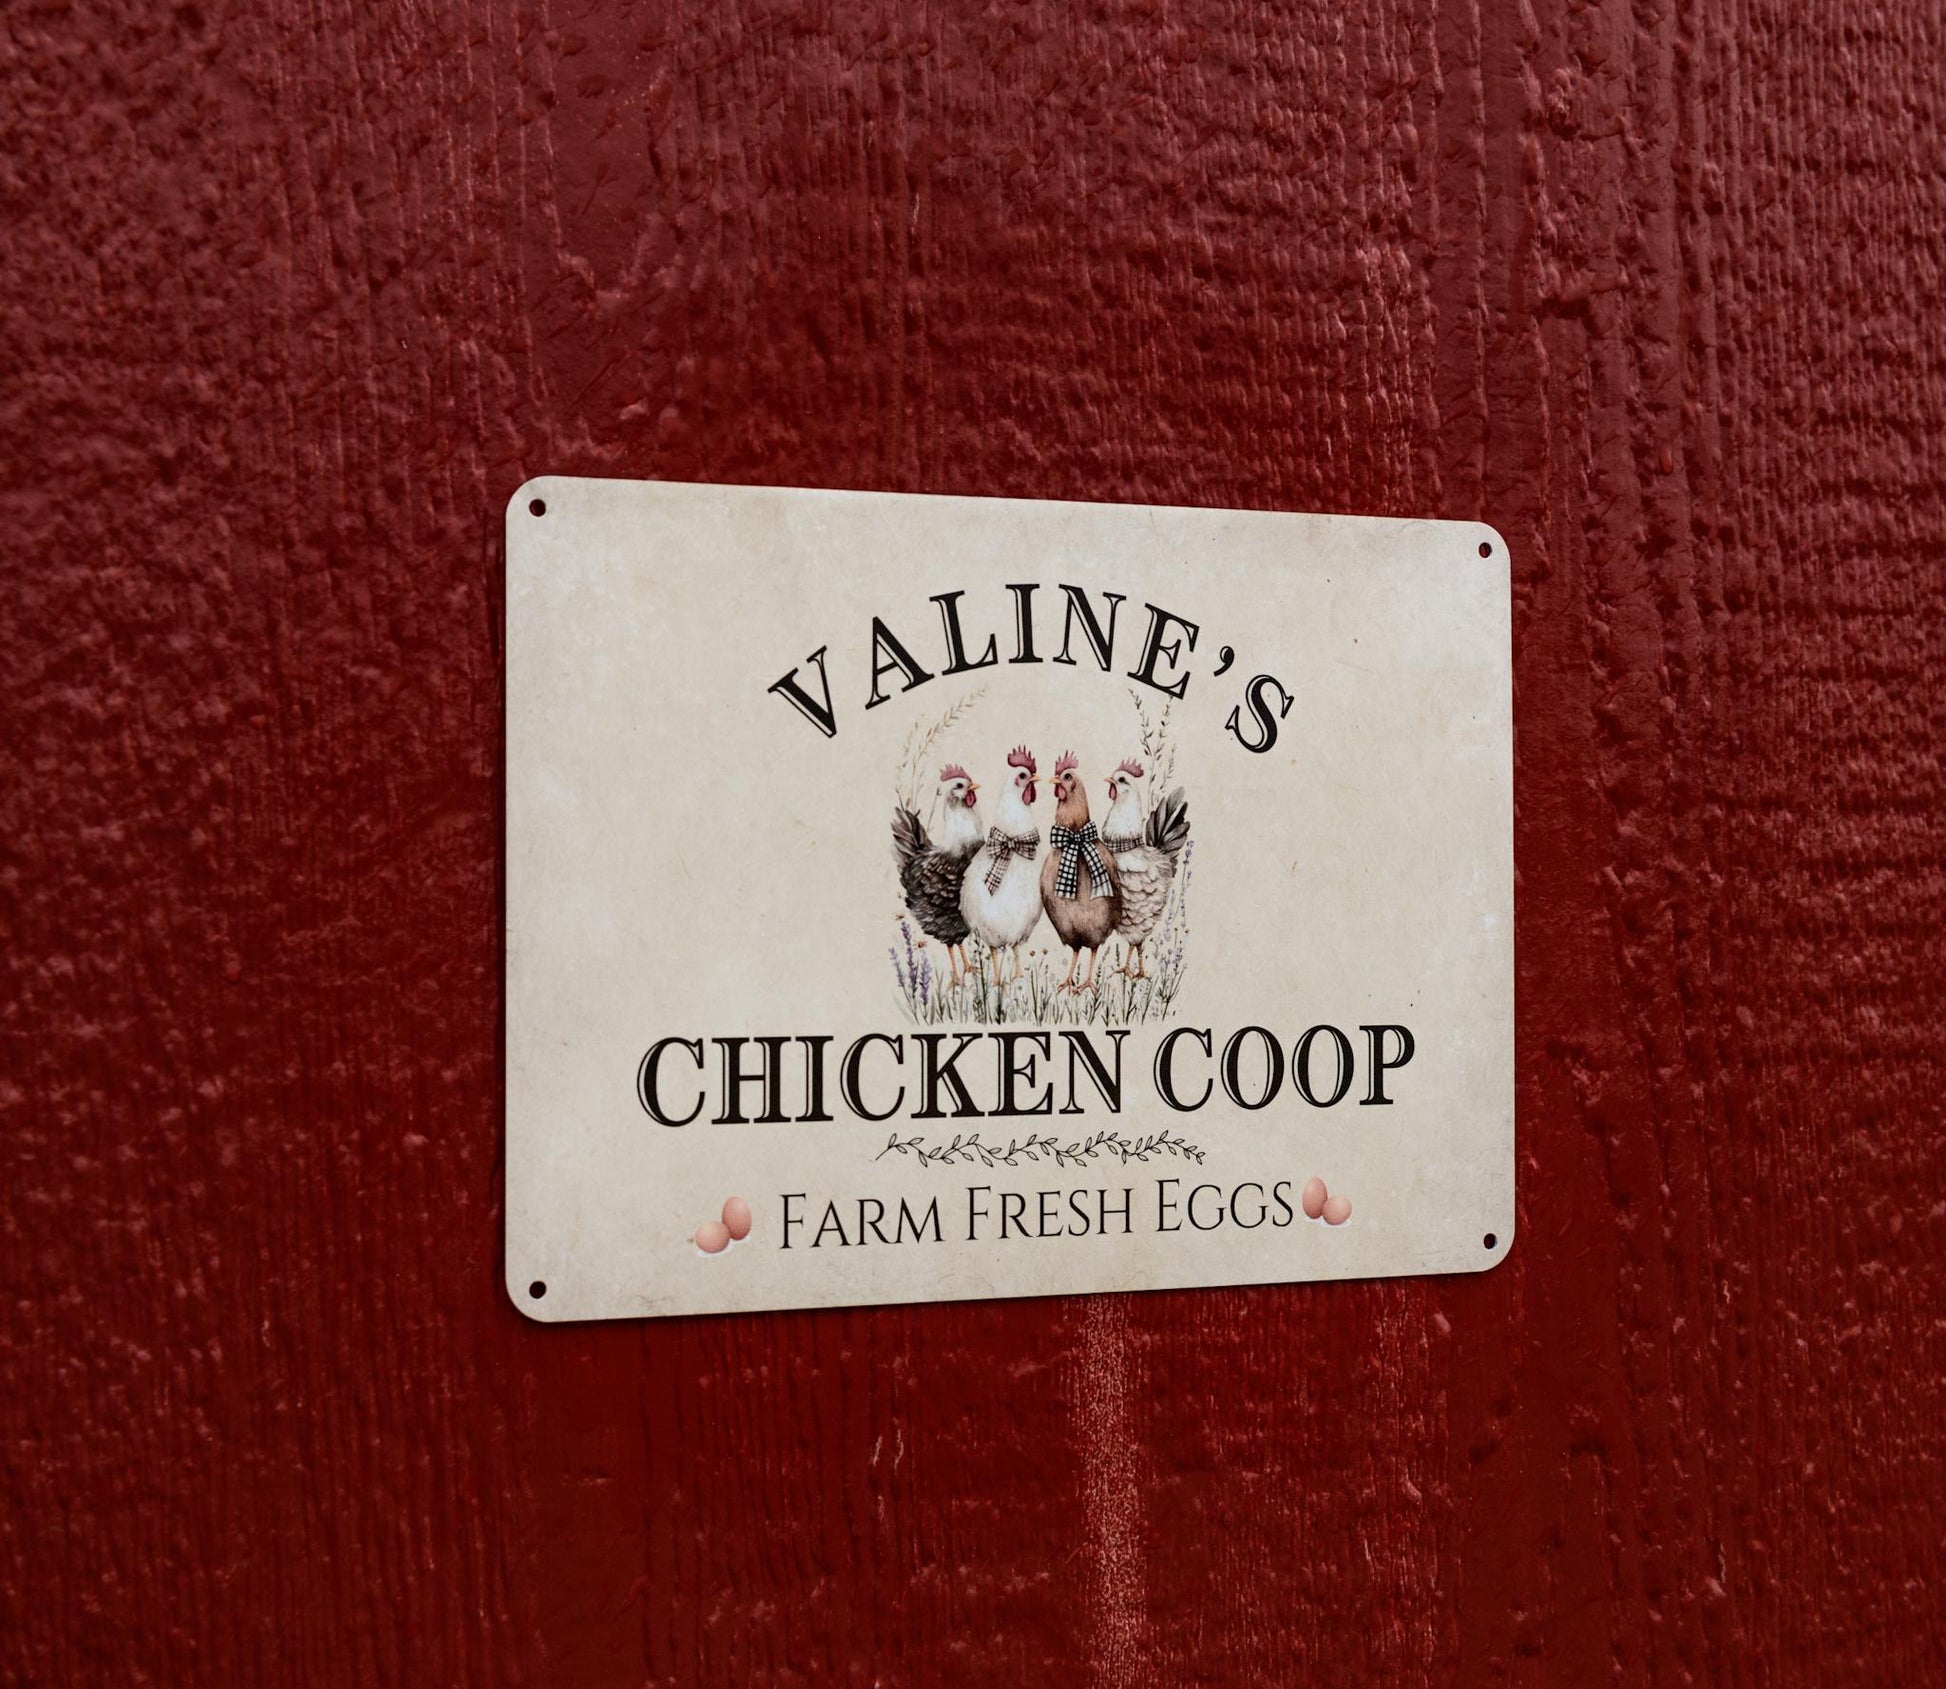 VALINE'S
CHICKEN COOP
FARM FRESH EGGS